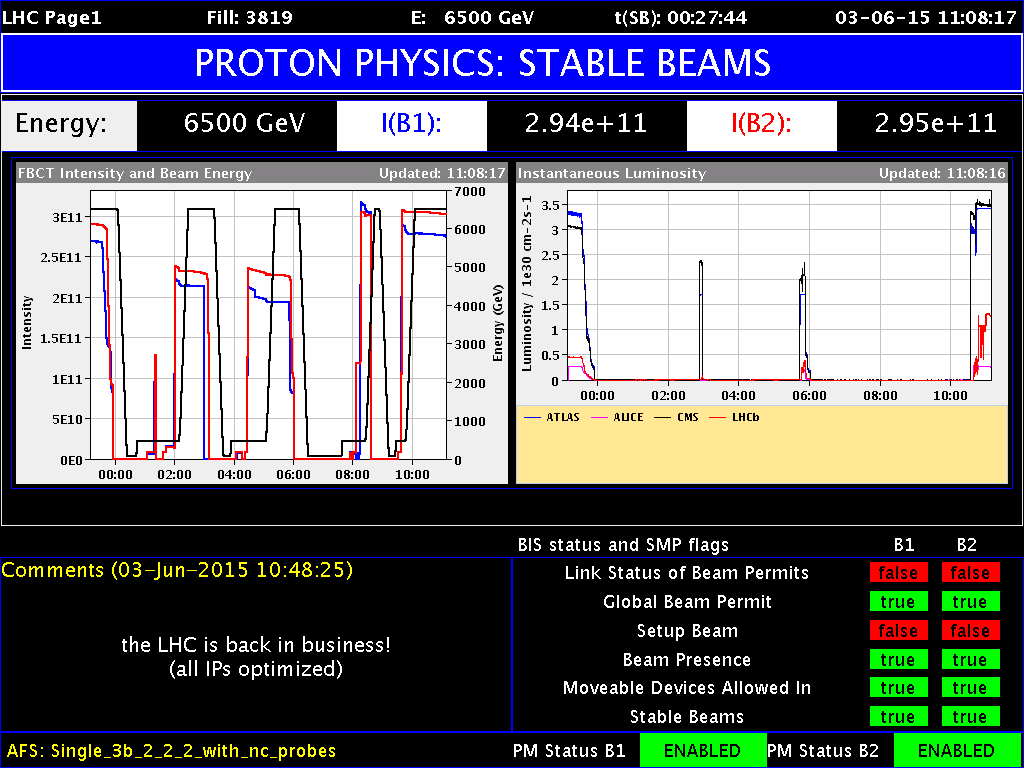 LHC Page1 Fill: 3819 E: 6500 GeV t(SB): 00:27:44 03-06-15 11:08:17
PROTON PHYSICS: STABLE BEAMS
Energy: 6500 GeV I(B1): 2.94e+11 I(B2): 2.95e+11
FBCT Intensity and Beam Energy Updated: 11:08:17
Intensity
3E11
2.5E11
2E11
1.5E11
1E11
5E10
0E0
7000
6000
5000
4000
3000
2000
1000
0
Energy (GeV)
00:00 02:00 04:00 06:00 08:00 10:00
Instantaneous Luminosity Updated: 11:08:16
Luminosity / 1e30 cm-2s-1
3.5
3
2.5
2
1.5
1
0.5
0
00:00 02:00 04:00 06:00 08:00 10:00
ATLAS ALICE CMS LHCb
Comments (03-Jun-2015 10:48:25)
the LHC is back in business!
(all IPs optimized)
BIS status and SMP flags B1 B2
Link Status of Beam Permits false false
Global Beam Permit true true
Setup Beam false false
Beam Presence true true
Moveable Devices Allowed In true true
Stable Beams true true
AFS: Single_3b_2_2_2_with_nc_probes PM Status B1 ENABLED PM Status B2 ENABLED